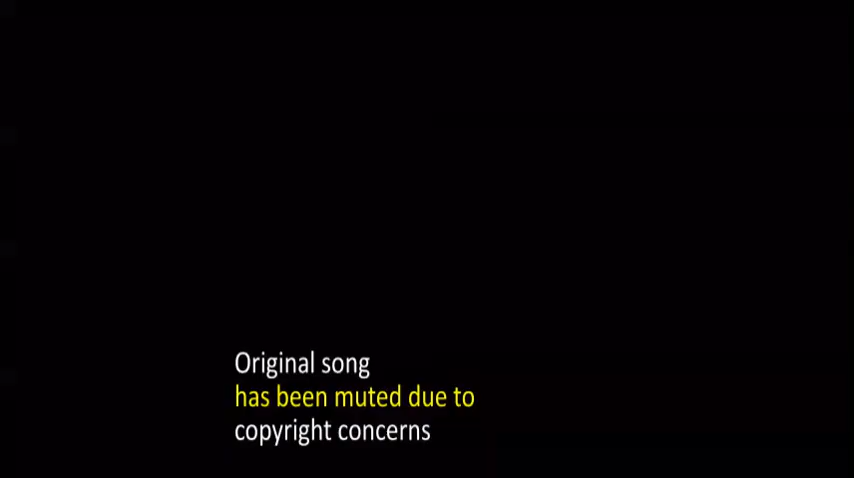 Original song
has been muted due to
copyright concerns